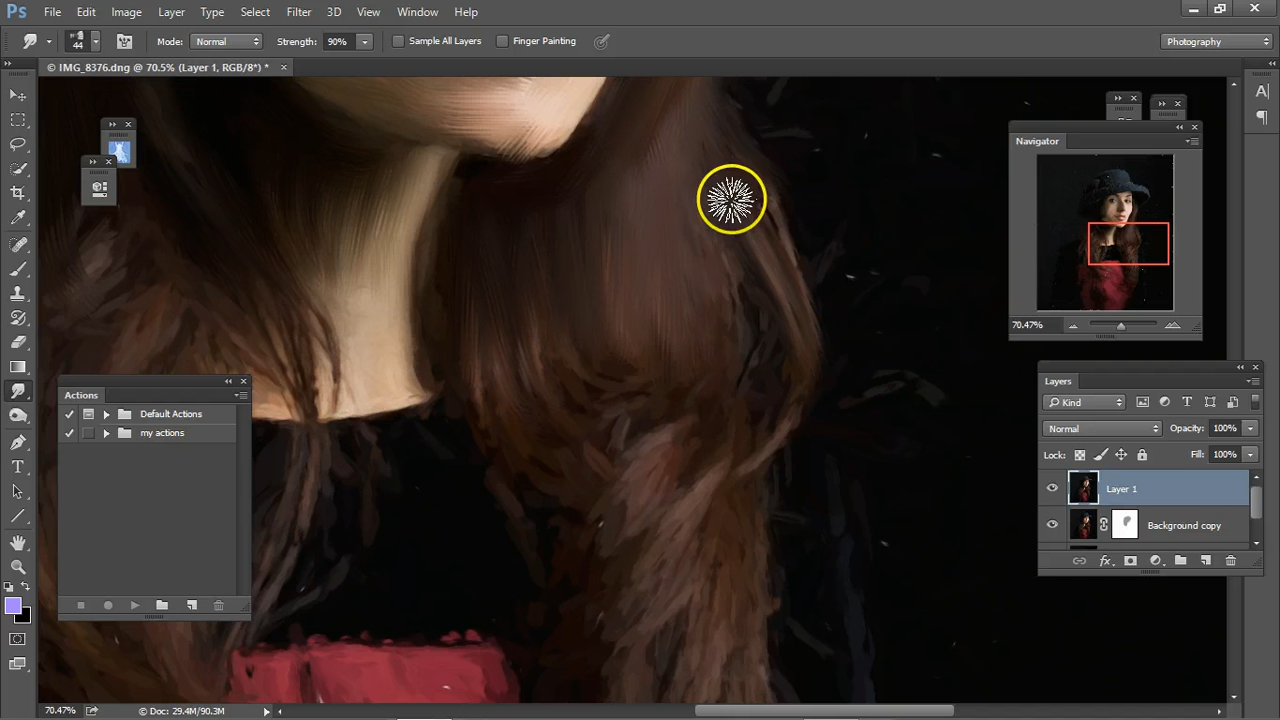 Ps File Edit Image Layer Type Select Filter 3D View Window Help
44 Mode: Normal Strength: 90% Sample All Layers Finger Painting Photography
© IMG_8376.dng @ 70.5% (Layer 1, RGB/8*) *
Navigator
70.47%
Layers
Kind
Normal Opacity: 100%
Lock: Fill: 100%
Layer 1
Background copy
Actions
Default Actions
my actions
70.47% © Doc: 29.4M/90.3M